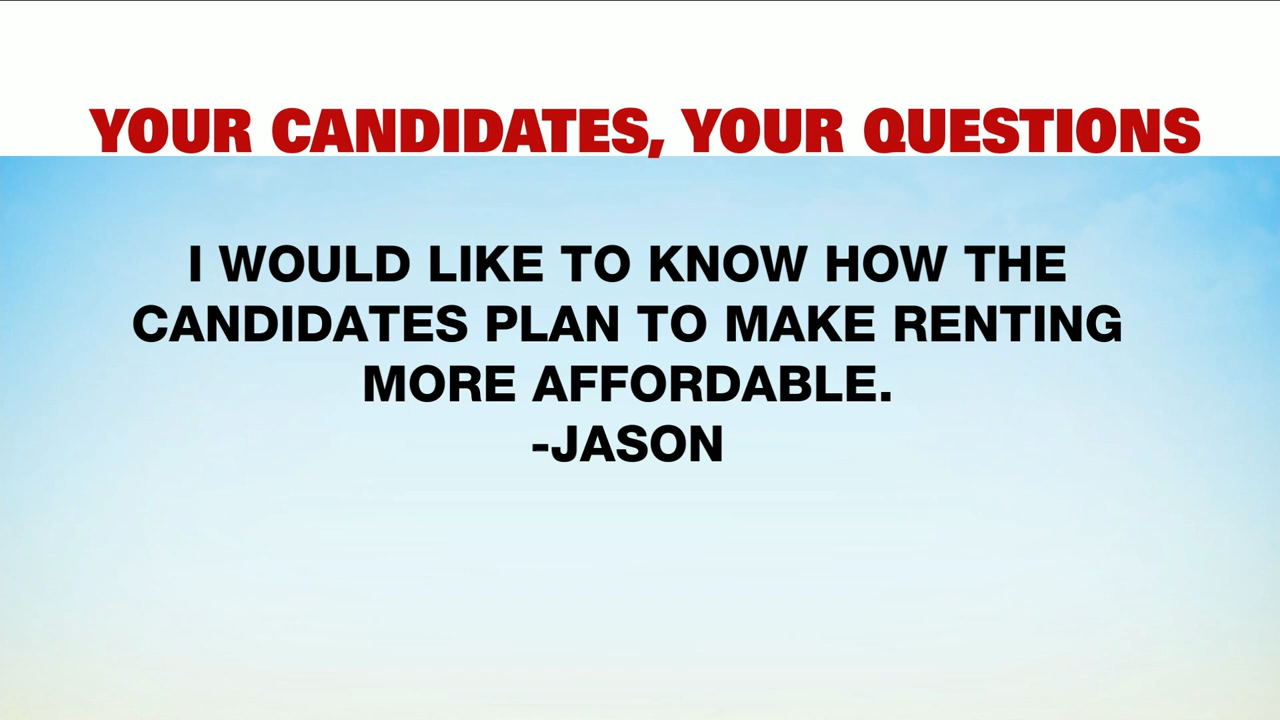 YOUR CANDIDATES, YOUR QUESTIONS
I WOULD LIKE TO KNOW HOW THE
CANDIDATES PLAN TO MAKE RENTING
MORE AFFORDABLE.
-JASON